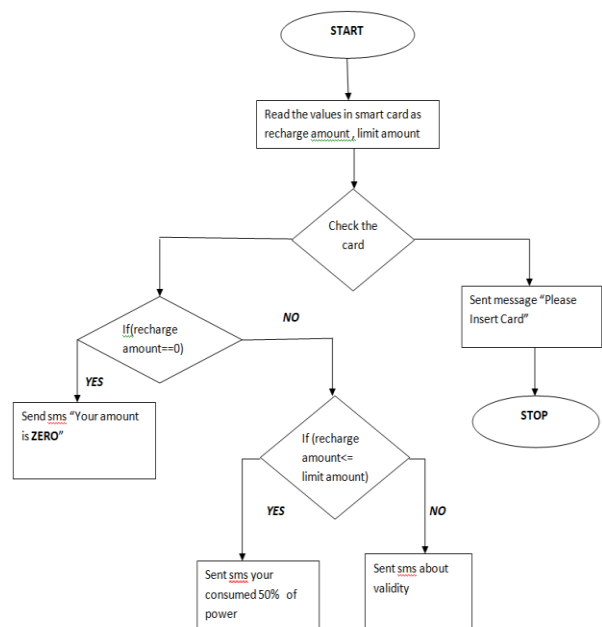 START
Read the values in smart card as
recharge amount , limit amount
Check the
card
Sent message “Please
Insert Card”
NO
If(recharge
amount==0)
YES
Send sms “Your amount
is ZERO”
STOP
If (recharge
amount<=
limit amount)
YES
NO
Sent sms your
consumed 50% of
power
Sent sms about
validity